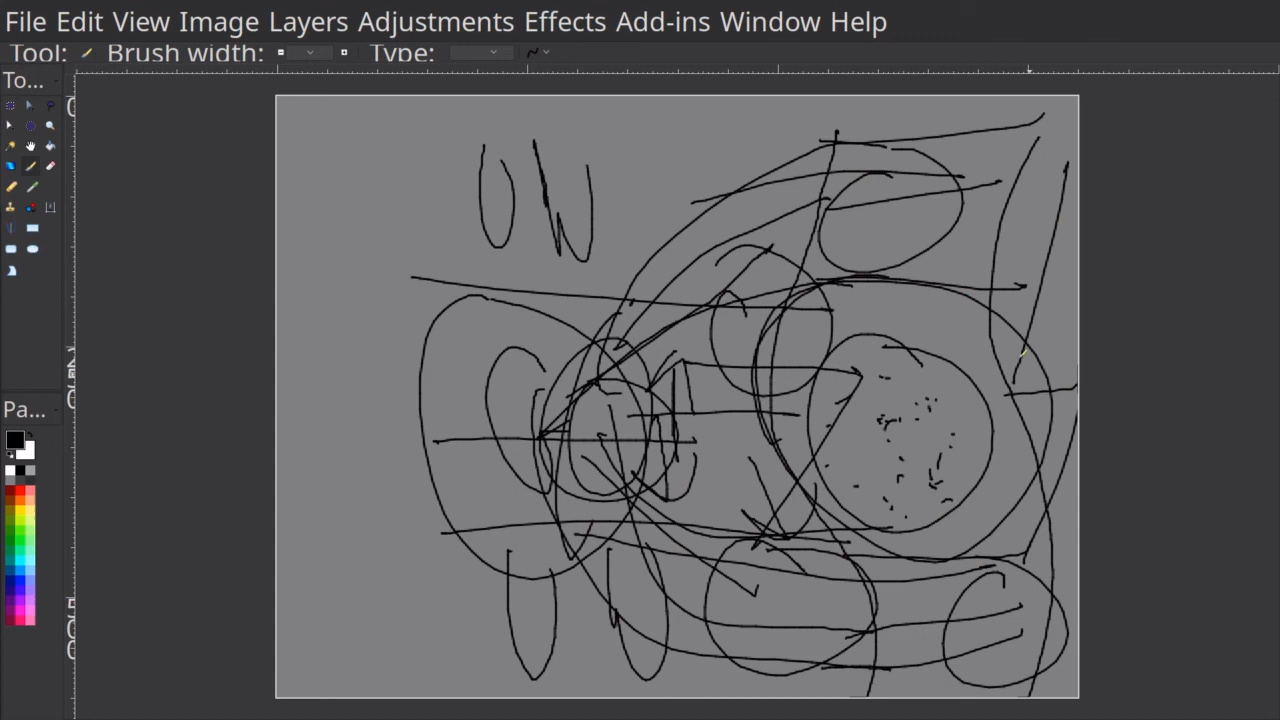 File Edit View Image Layers Adjustments Effects Add-ins Window Help
Tool: Brush width: Type:
To...
Pa...